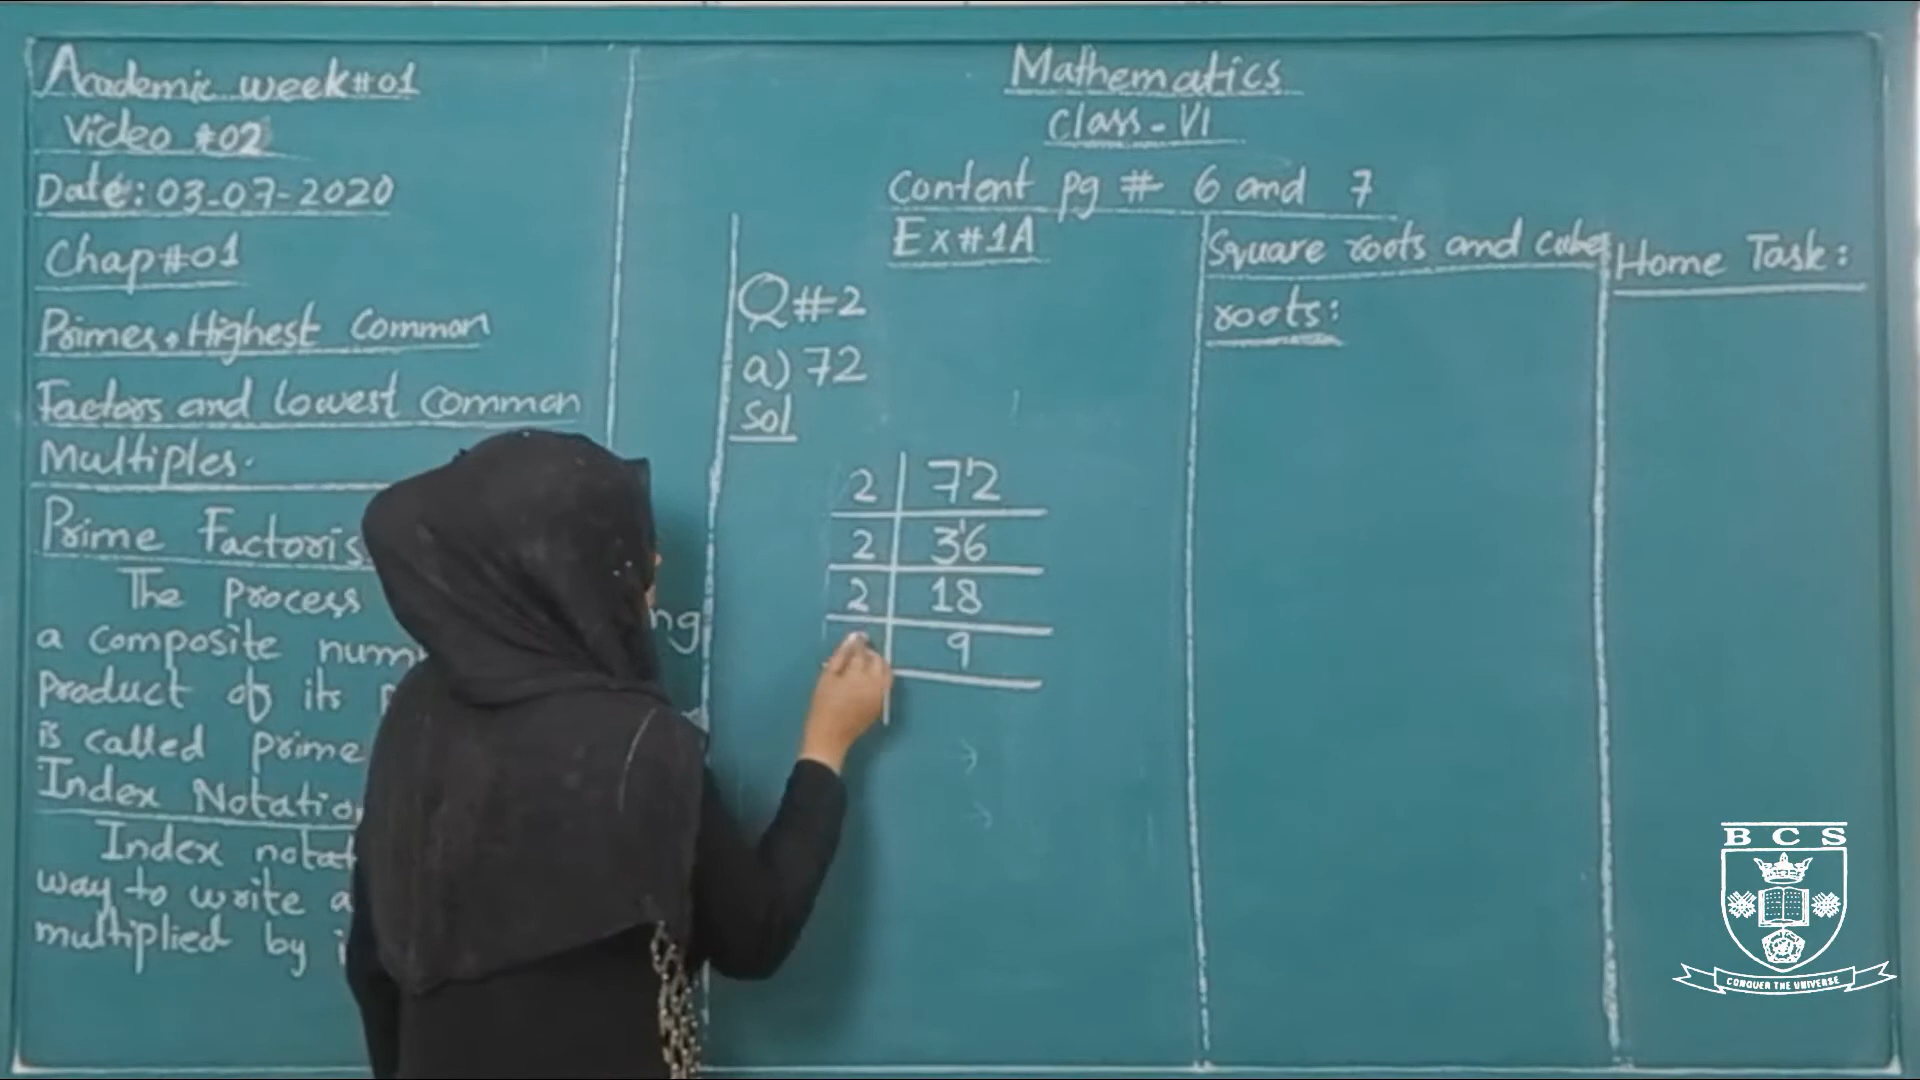 Academic week#01
Video #02
Date: 03-07-2020
Chap#01
Primes, Highest Common
Factors and lowest common
Multiples.
Prime Factoris
The process
a composite num
ng
product of its
is called prime
Index Notatio
Index notat
way to write a
multiplied by i
Mathematics
Class-VI
Content pg # 6 and 7
Ex#1A
Q#2
a) 72
Sol
2 | 72
2 | 36
2 | 18
9
Square roots and cube
roots:
Home Task:
BCS
CONQUER THE UNIVERSE